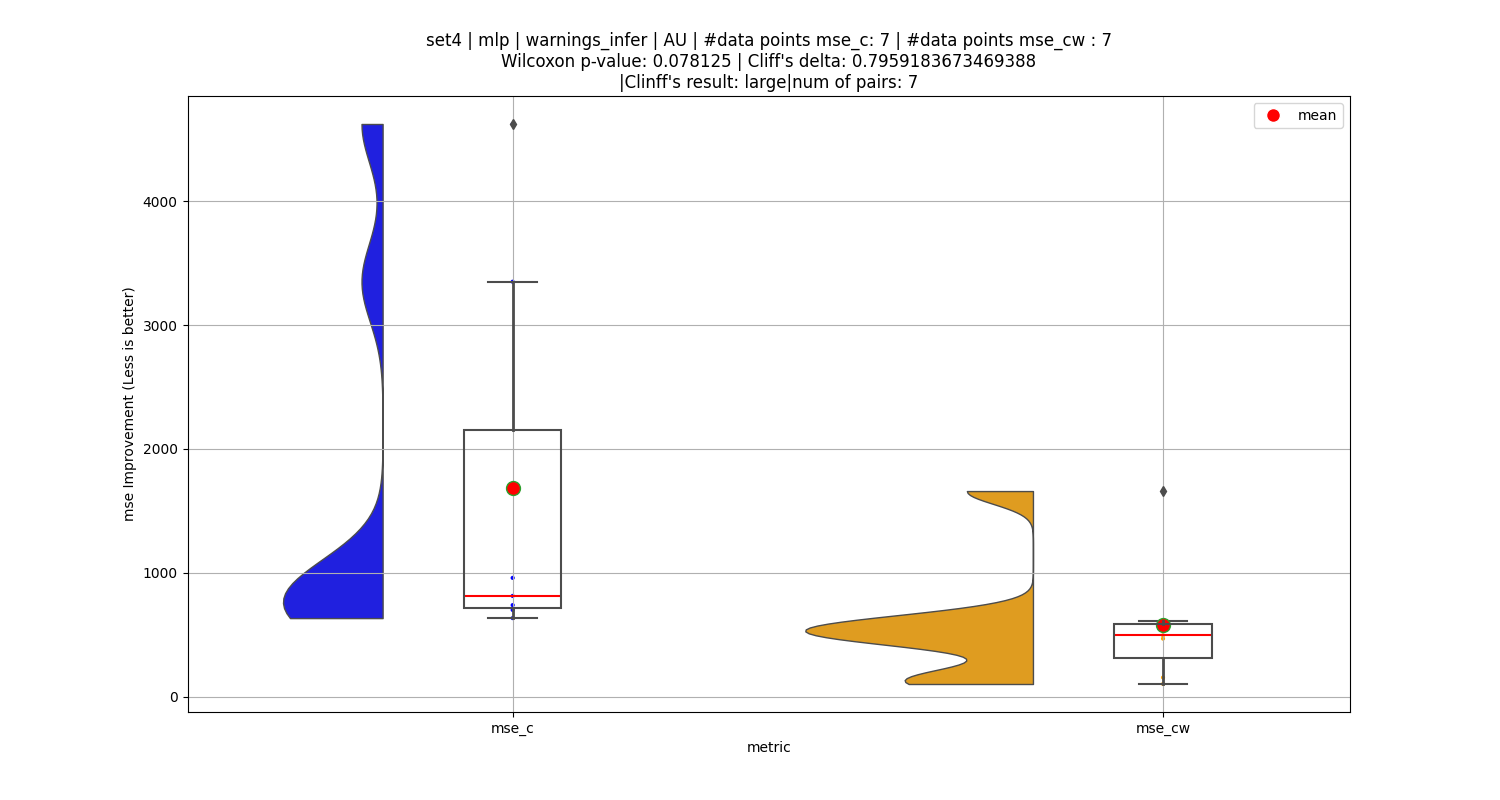 set4 | mlp | warnings_infer | AU | #data points mse_c: 7 | #data points mse_cw : 7
Wilcoxon p-value: 0.078125 | Cliff's delta: 0.7959183673469388
|Clinff's result: large|num of pairs: 7
mean
4000
3000
2000
1000
0
mse Improvement (Less is better)
mse_c
mse_cw
metric